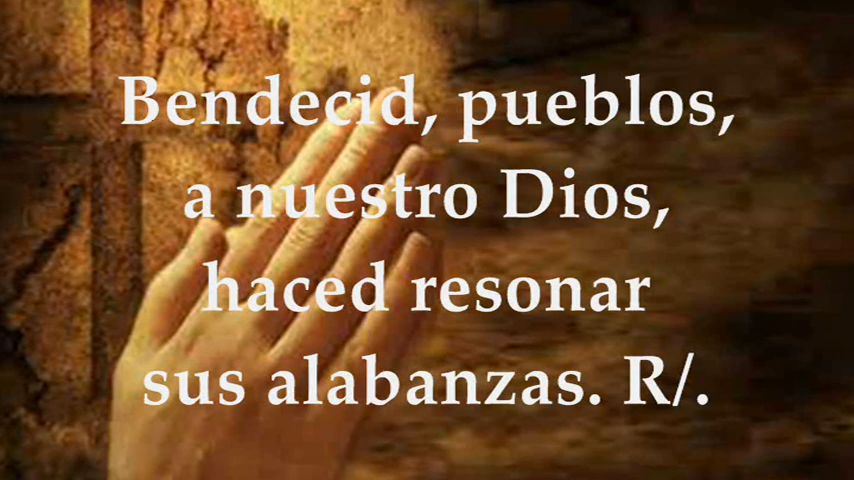 Bendecid, pueblos,
a nuestro Dios,
haced resonar
sus alabanzas. R/.